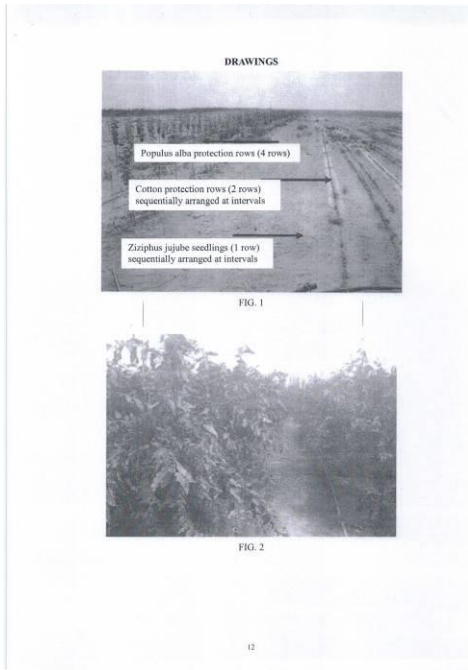 DRAWINGS
Populus alba protection rows (4 rows)
Cotton protection rows (2 rows)
sequentially arranged at intervals
Ziziphus jujube seedlings (1 row)
sequentially arranged at intervals
FIG. 1
FIG. 2
12